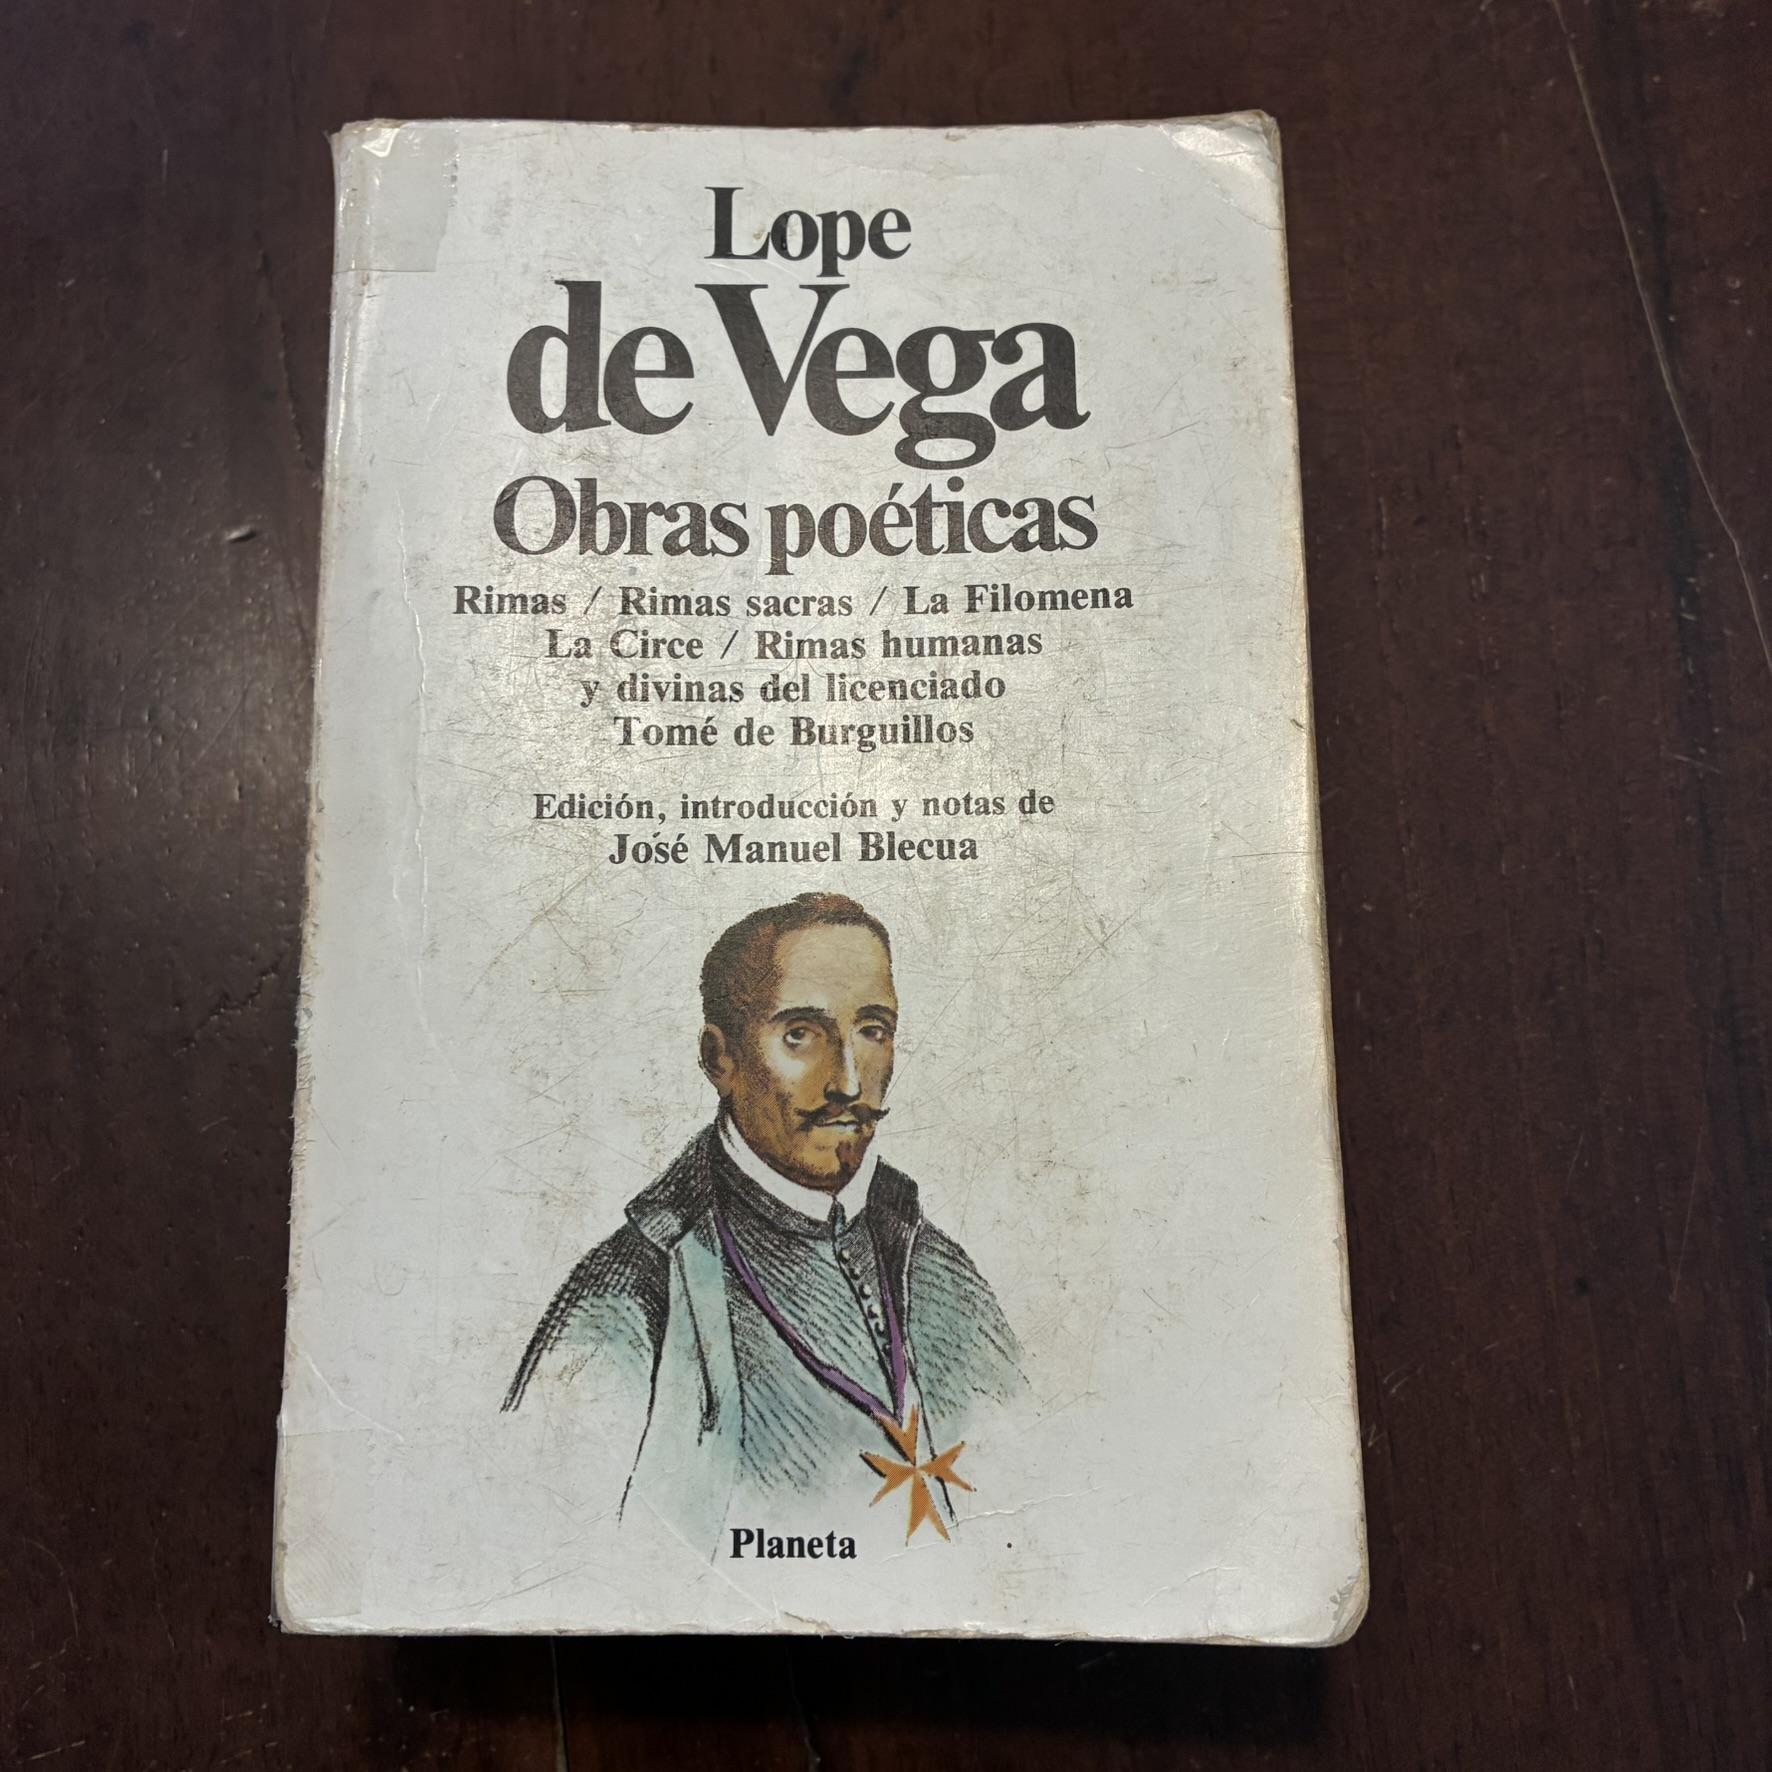 Lope
de Vega
Obras poéticas
Rimas / Rimas sacras / La Filomena
La Circe / Rimas humanas
y divinas del licenciado
Tomé de Burguillos
Edición, introducción y notas de
José Manuel Blecua
Planeta